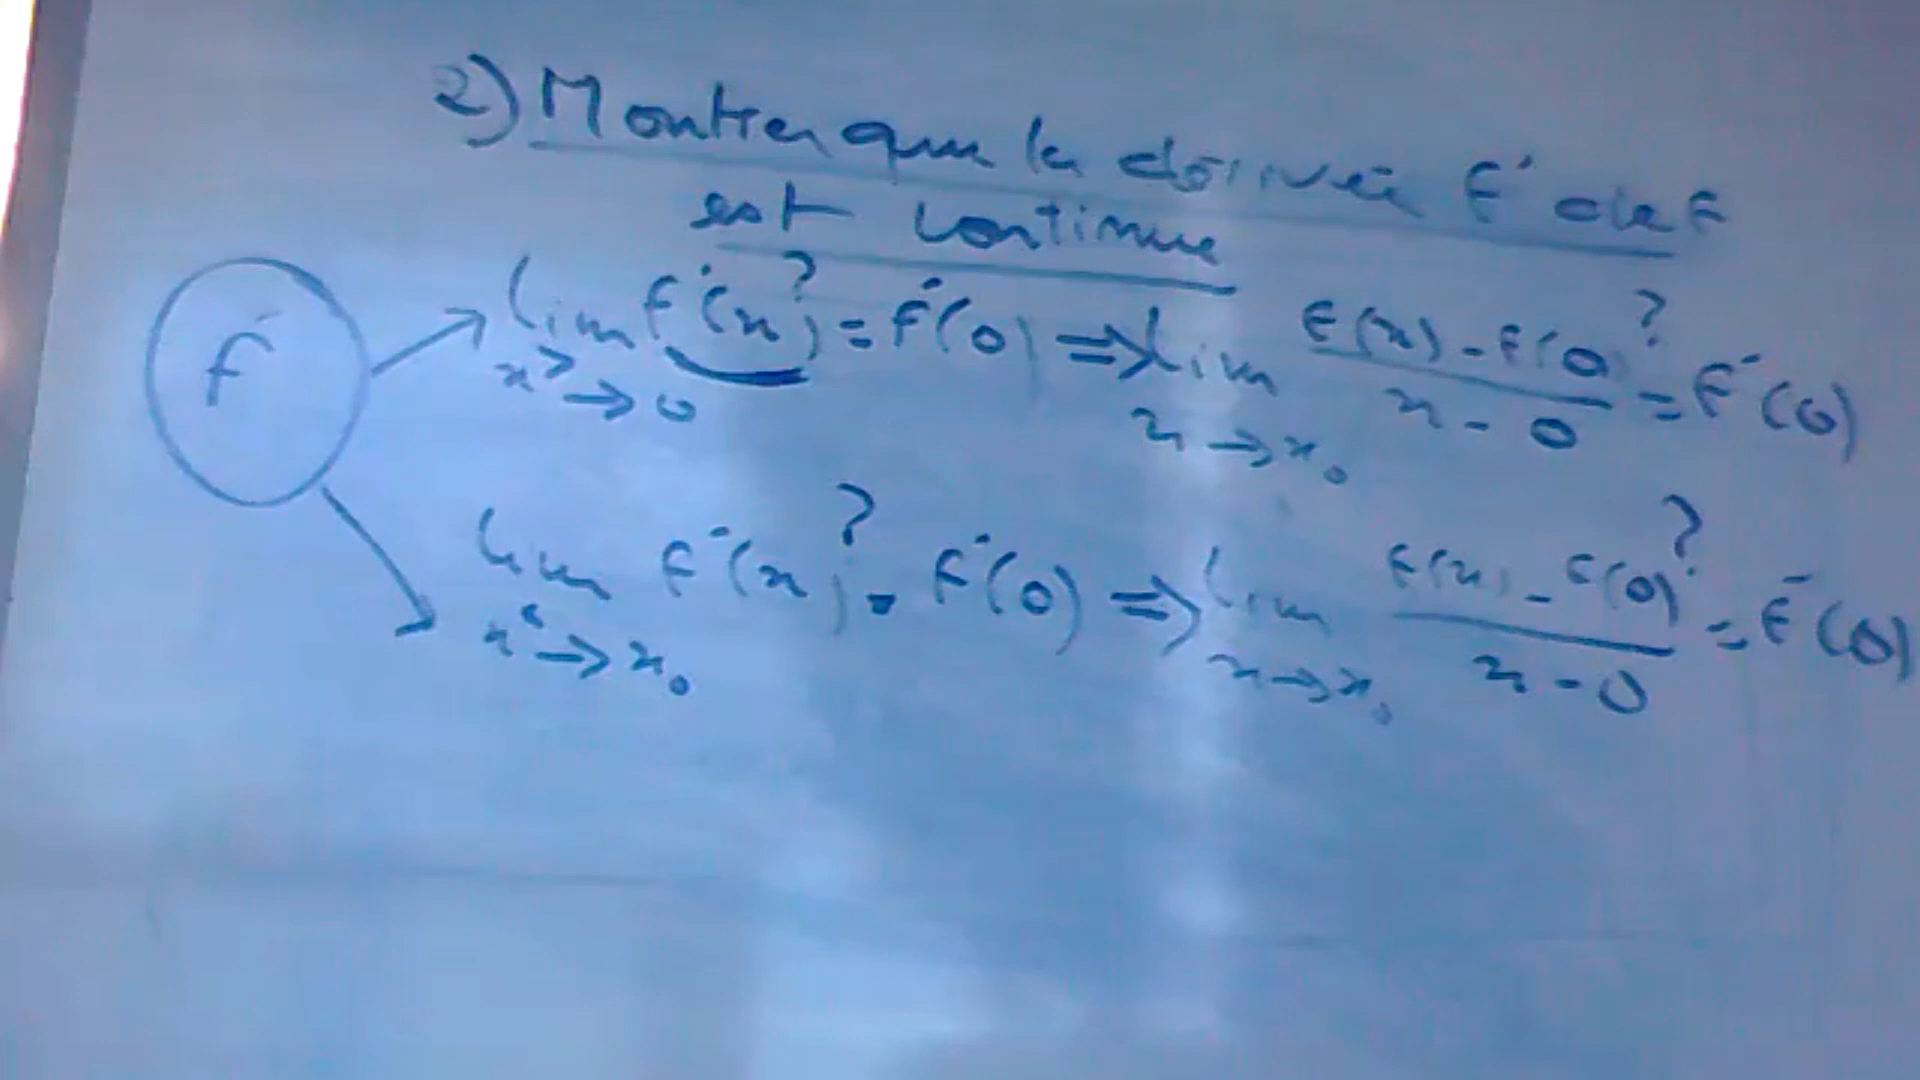 2) Montrer que la dérivée f' de f
est continue
f' lim f'(x) ?= f'(0) ⇒ lim f(x) - f(0) / x - 0 ?= f'(0)
x > → 0 x → x₀
lim f'(x) ?= f'(0) ⇒ lim f(x) - f(0) / x - 0 ?= f'(0)
x < → x₀ x → x₀